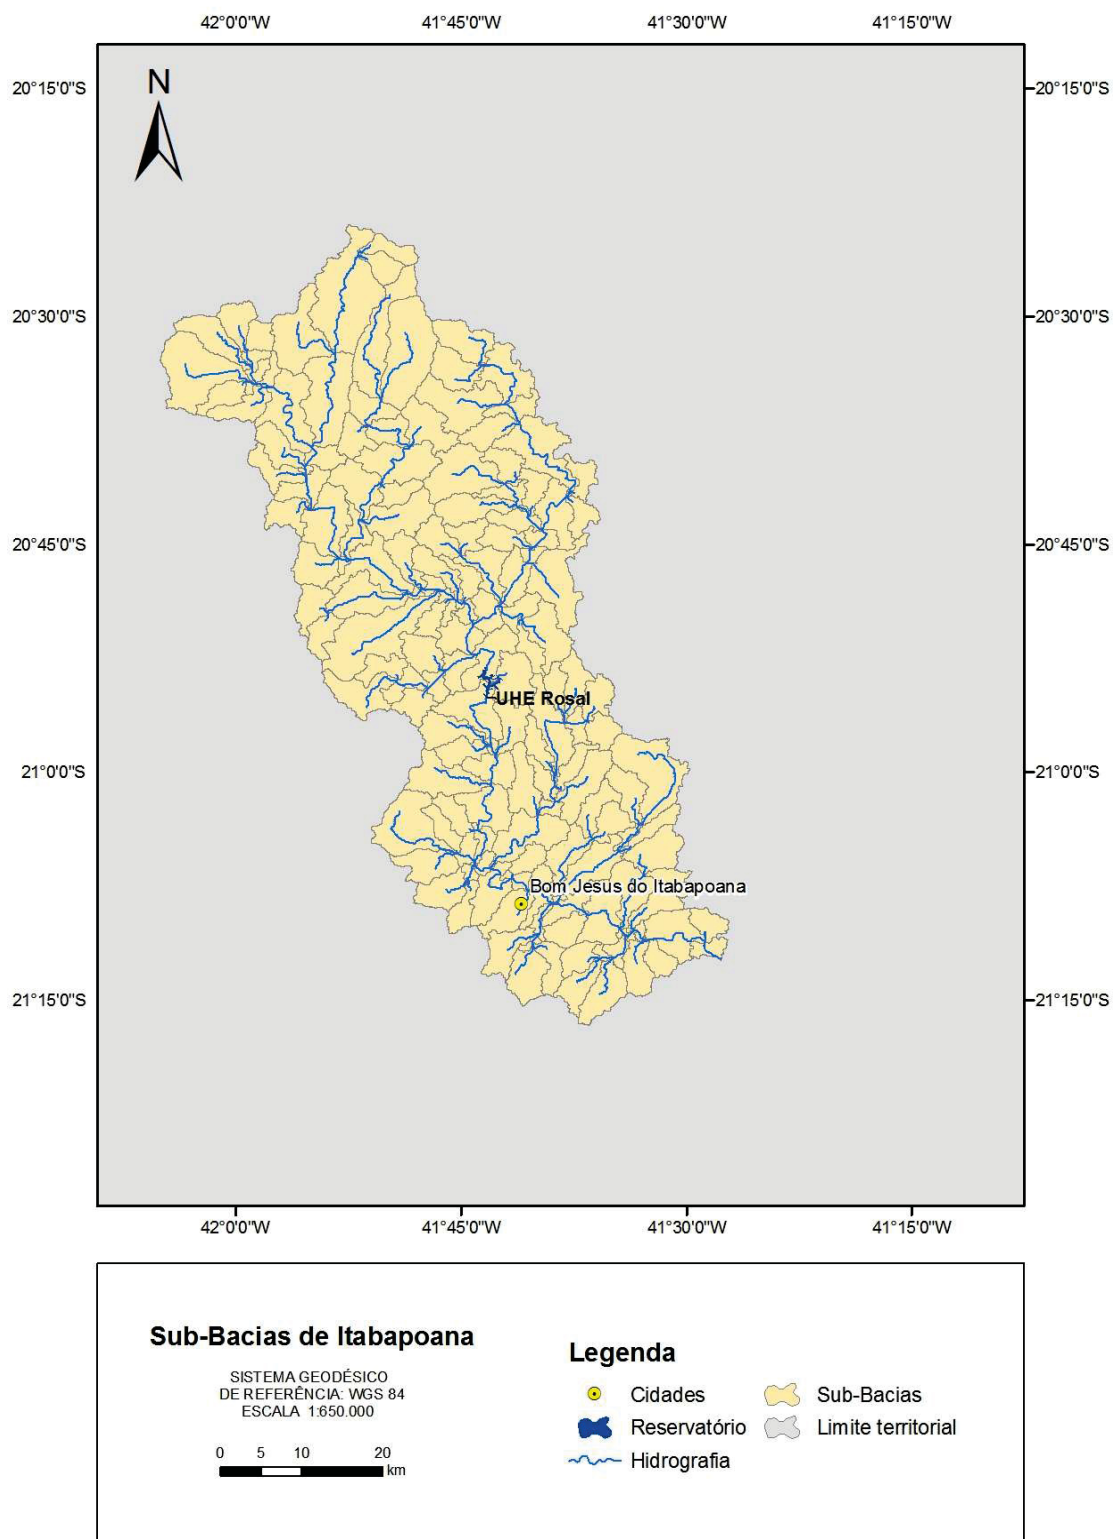 42°0'0"W
41°45'0"W
41°30'0"W
41°15'0"W
20°15'0"S
20°15'0"S
N
20°30'0"S
20°30'0"S
20°45'0"S
20°45'0"S
UHE Rosal
21°0'0"S
21°0'0"S
Bom Jesus do Itabapoana
21°15'0"S
21°15'0"S
42°0'0"W
41°45'0"W
41°30'0"W
41°15'0"W
Sub-Bacias de Itabapoana
SISTEMA GEODÉSICO
DE REFERÊNCIA: WGS 84
ESCALA 1:650.000
0 5 10 20
km
Legenda
Cidades
Sub-Bacias
Reservatório
Limite territorial
Hidrografia